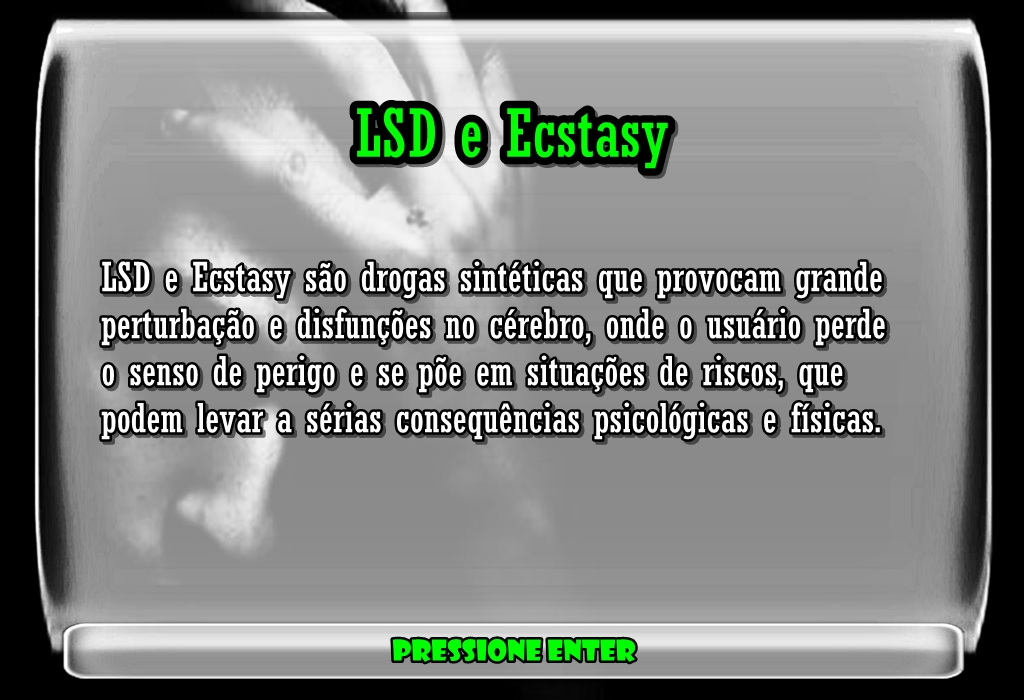 LSD e Ecstasy
LSD e Ecstasy são drogas sintéticas que provocam grande
perturbação e disfunções no cérebro, onde o usuário perde
o senso de perigo e se põe em situações de riscos, que
podem levar a sérias consequências psicológicas e físicas.
PRESSIONE ENTER